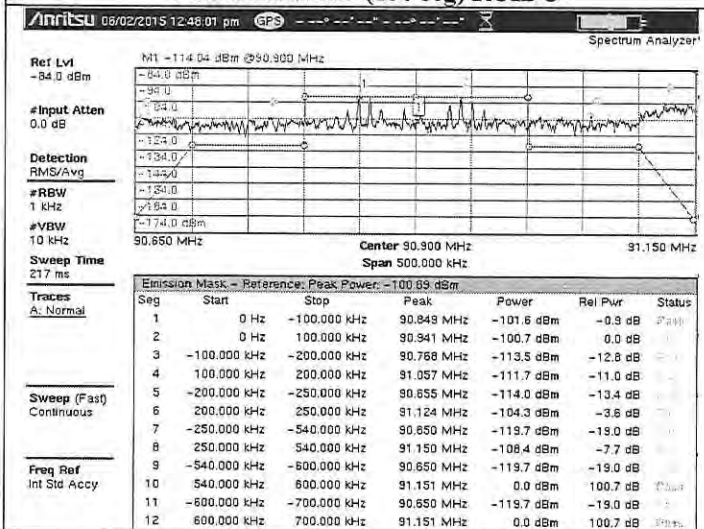 Anritsu 06/02/2015 12:48:01 pm GPS
Spectrum Analyzer
Ref Lvl
-84.0 dBm
#Input Atten
0.0 dB
Detection
RMS/Avg
#RBW
1 kHz
#VBW
10 kHz
Sweep Time
217 ms
Traces
A: Normal
Sweep (Fast)
Continuous
Freq Ref
Int Std Accy
M1 -114.04 dBm @90.900 MHz
-84.0 dBm
-94.0
1
1
-124.0
-134.0
-144.0
-164.0
-174.0 dBm
90.650 MHz
Center 90.900 MHz
91.150 MHz
Span 500.000 kHz
Emission Mask - Reference: Peak Power: -100.69 dBm
Seg Start Stop Peak Power Rel Pwr Status
1 0 Hz -100.000 kHz 90.849 MHz -101.6 dBm -0.9 dB
2 0 Hz 100.000 kHz 90.941 MHz -100.7 dBm 0.0 dB
3 -100.000 kHz -200.000 kHz 90.768 MHz -113.5 dBm -12.8 dB
4 100.000 kHz 200.000 kHz 91.057 MHz -111.7 dBm -11.0 dB
5 -200.000 kHz -250.000 kHz 90.655 MHz -114.0 dBm -13.4 dB
6 200.000 kHz 250.000 kHz 91.124 MHz -104.3 dBm -3.6 dB
7 -250.000 kHz -540.000 kHz 90.650 MHz -119.7 dBm -19.0 dB
8 250.000 kHz 540.000 kHz 91.150 MHz -108.4 dBm -7.7 dB
9 -540.000 kHz -600.000 kHz 90.650 MHz -119.7 dBm -19.0 dB
10 540.000 kHz 600.000 kHz 91.151 MHz 0.0 dBm 100.7 dB
11 -600.000 kHz -700.000 kHz 90.650 MHz -119.7 dBm -19.0 dB
12 600.000 kHz 700.000 kHz 91.151 MHz 0.0 dBm 100.7 dB